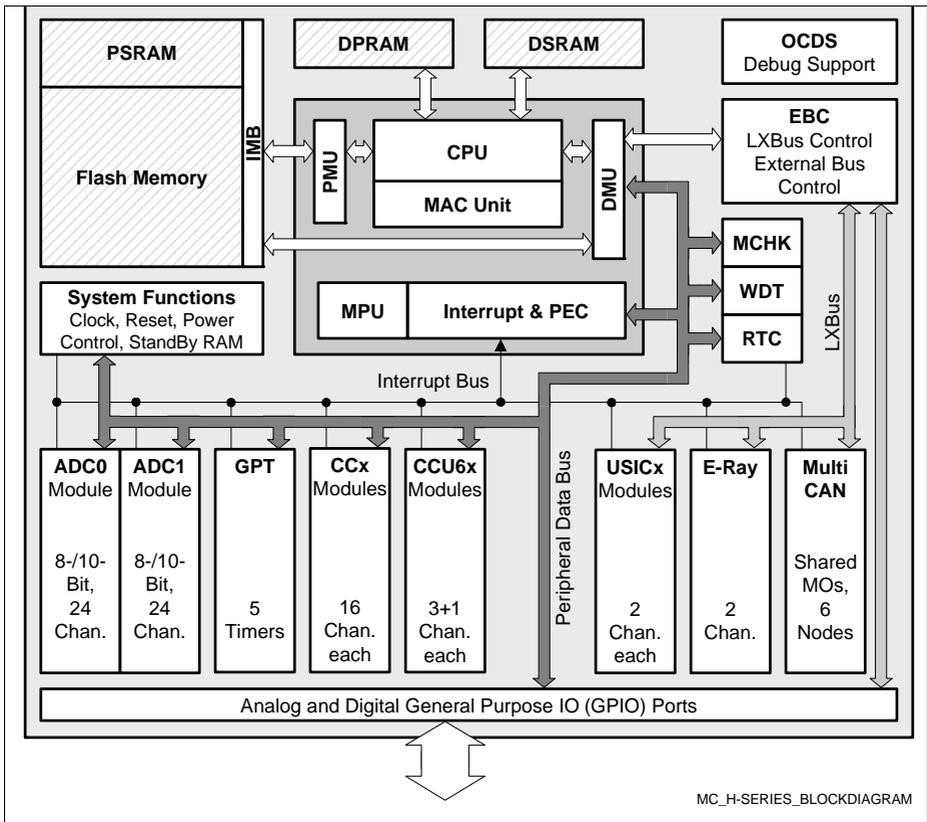 PSRAM
Flash Memory
IMB
DPRAM
DSRAM
OCDS
Debug Support
PMU
CPU
MAC Unit
DMU
EBC
LXBus Control
External Bus
Control
MCHK
WDT
RTC
LXBus
System Functions
Clock, Reset, Power
Control, StandBy RAM
MPU
Interrupt & PEC
Interrupt Bus
ADC0
Module
8-/10-
Bit,
24
Chan.
ADC1
Module
8-/10-
Bit,
24
Chan.
GPT
5
Timers
CCx
Modules
16
Chan.
each
CCU6x
Modules
3+1
Chan.
each
Peripheral Data Bus
USICx
Modules
2
Chan.
each
E-Ray
2
Chan.
Multi
CAN
Shared
MOs,
6
Nodes
Analog and Digital General Purpose IO (GPIO) Ports
MC_H-SERIES_BLOCKDIAGRAM